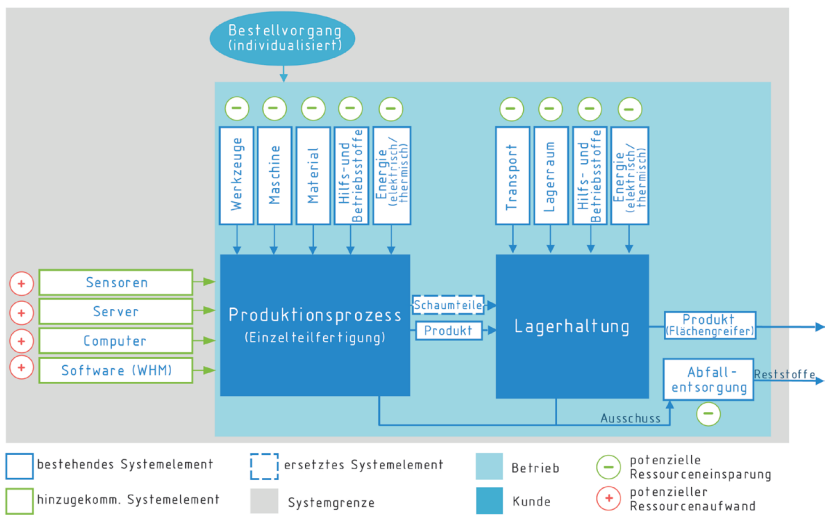 Bestellvorgang
(individualisiert)
Werkzeuge
Maschine
Material
Hilfs-und
Betriebsstoffe
Energie
(elektrisch/
thermisch)
Transport
Lagerraum
Hilfs- und
Betriebsstoffe
Energie
(elektrisch/
thermisch)
Sensoren
Server
Computer
Software (WHM)
Produktionsprozess
(Einzelteilfertigung)
Schaumteile
Produkt
Lagerhaltung
Produkt
(Flächengreifer)
Abfall-
entsorgung
Reststoffe
Ausschuss
bestehendes Systemelement
ersetztes Systemelement
Betrieb
potenzielle
Ressourceneinsparung
hinzugekomm. Systemelement
Systemgrenze
Kunde
potenzieller
Ressourcenaufwand